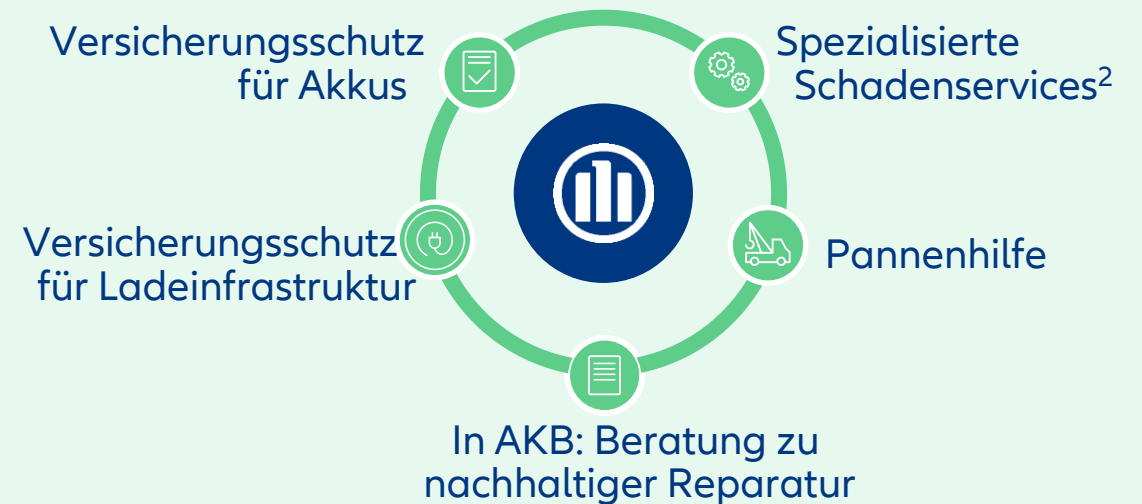 Versicherungsschutz
für Akkus
Spezialisierte
Schadenservices²
Versicherungsschutz
für Ladeinfrastruktur
Pannenhilfe
In AKB: Beratung zu
nachhaltiger Reparatur